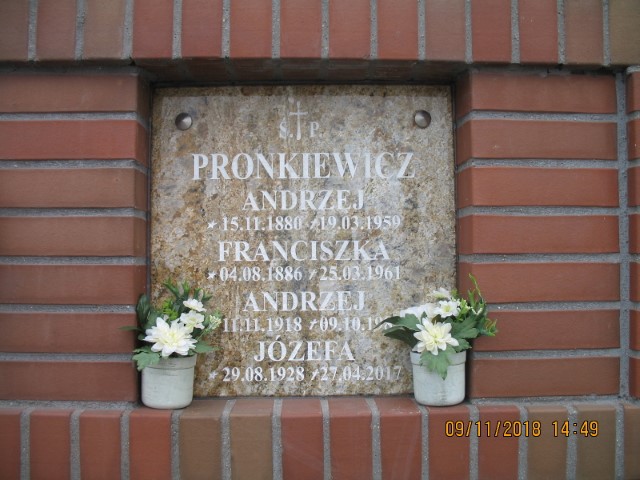 Ś P.
PRONKIEWICZ
ANDRZEJ
* 15.11.1880 - 19.03.1959
FRANCISZKA
* 04.08.1886 - 25.03.1961
ANDRZEJ
11.11.1918 - 09.10.
JÓZEFA
* 29.08.1928 - 27.04.2017
09/11/2018 14:49